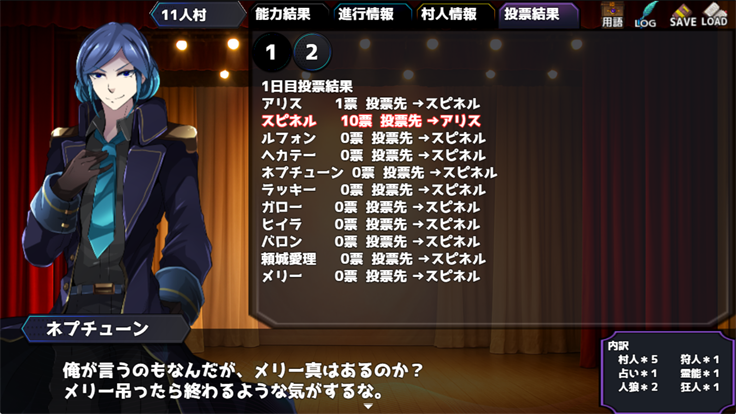 11人村
能力結果 進行情報 村人情報 投票結果
用語 LOG SAVE LOAD
1 2
1日目投票結果
アリス 1票 投票先 →スピネル
スピネル 10票 投票先 →アリス
ルフォン 0票 投票先 →スピネル
ヘカテー 0票 投票先 →スピネル
ネプチューン 0票 投票先 →スピネル
ラッキー 0票 投票先 →スピネル
ガロー 0票 投票先 →スピネル
ヒイラ 0票 投票先 →スピネル
バロン 0票 投票先 →スピネル
頼城愛理 0票 投票先 →スピネル
メリー 0票 投票先 →スピネル
ネプチューン
俺が言うのもなんだが、メリー真はあるのか？
メリー吊ったら終わるような気がするな。
内訳
村人＊5 狩人＊1
占い＊1 霊能＊1
人狼＊2 狂人＊1